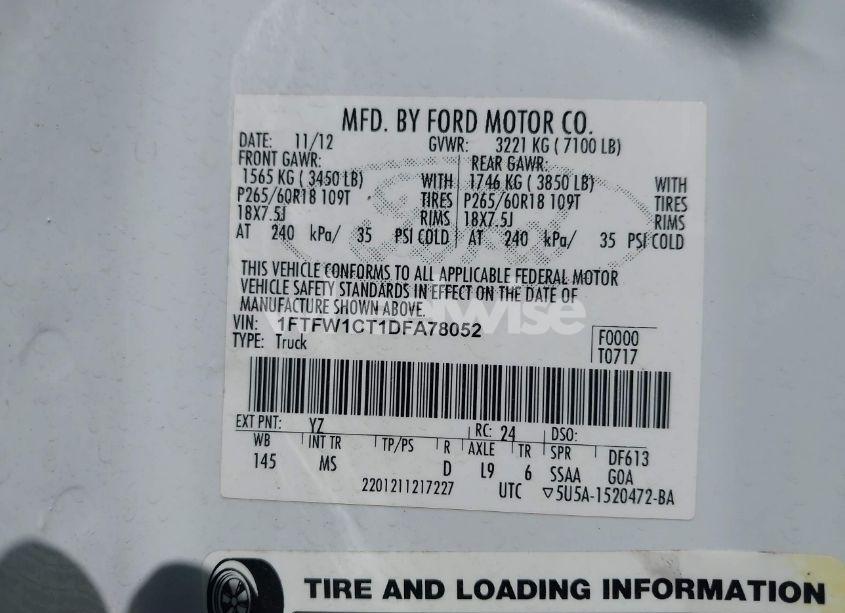 MFD. BY FORD MOTOR CO.
DATE: 11/12 GVWR: 3221 KG ( 7100 LB)
FRONT GAWR: REAR GAWR:
1565 KG ( 3450 LB) WITH 1746 KG ( 3850 LB) WITH
P265/60R18 109T TIRES P265/60R18 109T TIRES
18X7.5J RIMS 18X7.5J RIMS
AT 240 kPa/ 35 PSI COLD AT 240 kPa/ 35 PSI COLD
THIS VEHICLE CONFORMS TO ALL APPLICABLE FEDERAL MOTOR
VEHICLE SAFETY STANDARDS IN EFFECT ON THE DATE OF
MANUFACTURE SHOWN ABOVE.
VIN: 1FTFW1CT1DFA78052 F0000
TYPE: Truck T0717
EXT PNT: YZ RC: 24 DSO:
WB INT TR TP/PS R AXLE TR SPR DF613
145 MS D L9 6 SSAA GOA
2201211217227 UTC ▽5U5A-1520472-BA
TIRE AND LOADING INFORMATION